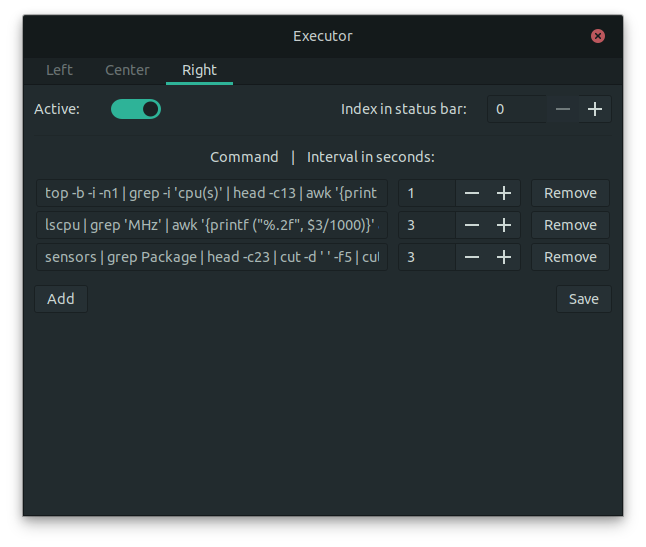 Executor
Left Center Right
Active: Index in status bar: 0
Command | Interval in seconds:
top -b -i -n1 | grep -i 'cpu(s)' | head -c13 | awk '{print 1 Remove
lscpu | grep 'MHz' | awk '{printf ("%.2f", $3/1000)}' 3 Remove
sensors | grep Package | head -c23 | cut -d ' ' -f5 | cut 3 Remove
Add Save